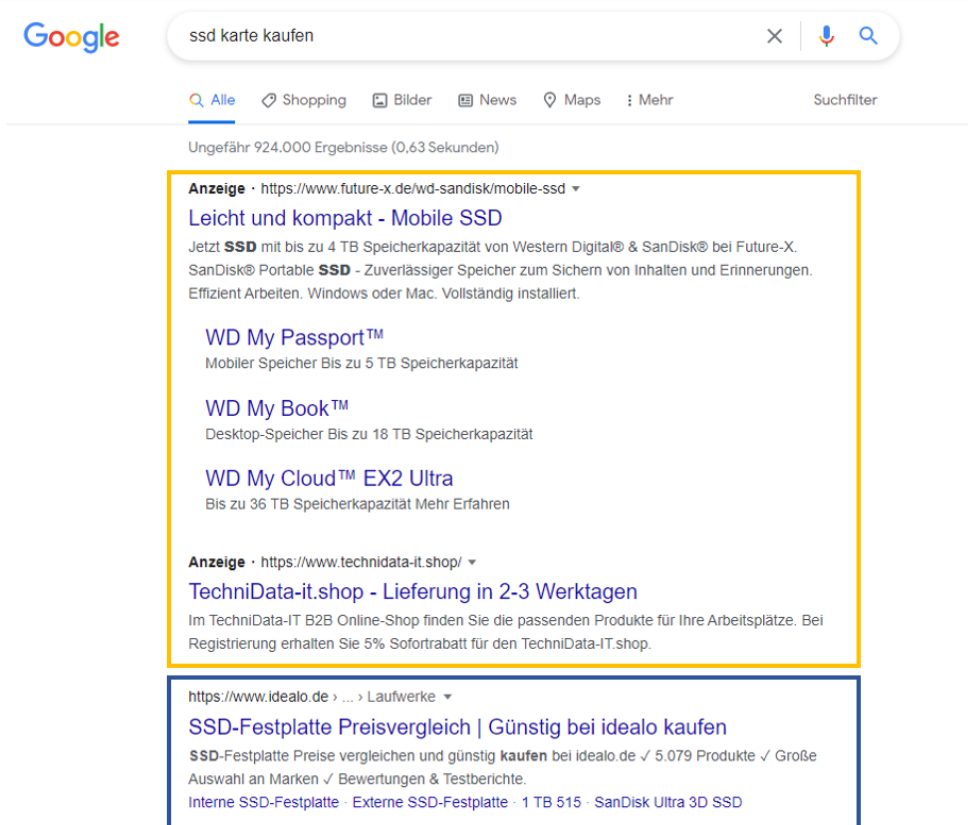 Google
ssd karte kaufen
Alle Shopping Bilder News Maps Mehr Suchfilter
Ungefähr 924.000 Ergebnisse (0,63 Sekunden)
Anzeige · https://www.future-x.de/wd-sandisk/mobile-ssd
Leicht und kompakt - Mobile SSD
Jetzt SSD mit bis zu 4 TB Speicherkapazität von Western Digital® & SanDisk® bei Future-X.
SanDisk® Portable SSD - Zuverlässiger Speicher zum Sichern von Inhalten und Erinnerungen.
Effizient Arbeiten. Windows oder Mac. Vollständig installiert.
WD My Passport™
Mobiler Speicher Bis zu 5 TB Speicherkapazität
WD My Book™
Desktop-Speicher Bis zu 18 TB Speicherkapazität
WD My Cloud™ EX2 Ultra
Bis zu 36 TB Speicherkapazität Mehr Erfahren
Anzeige · https://www.technidata-it.shop/
TechniData-it.shop - Lieferung in 2-3 Werktagen
Im TechniData-IT B2B Online-Shop finden Sie die passenden Produkte für Ihre Arbeitsplätze. Bei
Registrierung erhalten Sie 5% Sofortrabatt für den TechniData-IT.shop.
https://www.idealo.de › ... › Laufwerke
SSD-Festplatte Preisvergleich | Günstig bei idealo kaufen
SSD-Festplatte Preise vergleichen und günstig kaufen bei idealo.de ✓ 5.079 Produkte ✓ Große
Auswahl an Marken ✓ Bewertungen & Testberichte.
Interne SSD-Festplatte · Externe SSD-Festplatte · 1 TB 515 · SanDisk Ultra 3D SSD